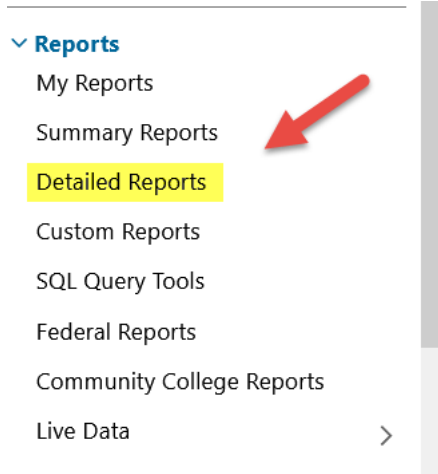 Reports
My Reports
Summary Reports
Detailed Reports
Custom Reports
SQL Query Tools
Federal Reports
Community College Reports
Live Data